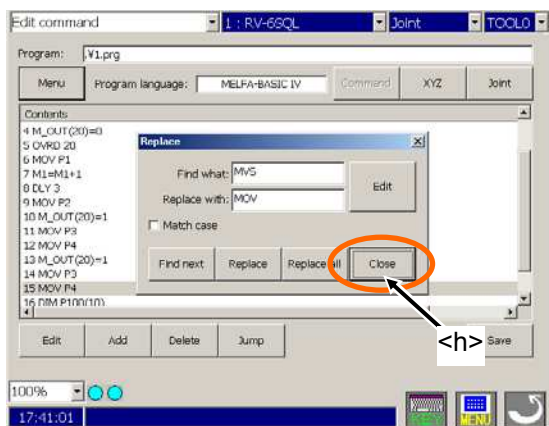 Edit command 1 : RV-6SQL Joint TOOL0
Program: .¥1.prg
Menu Program language: MELFA-BASIC IV Command XYZ Joint
Contents
4 M_OUT(20)=0
5 OVRD 20
6 MOV P1
7 M1=M1+1
8 DLY 3
9 MOV P2
10 M_OUT(20)=1
11 MOV P3
12 MOV P4
13 M_OUT(20)=1
14 MOV P3
15 MOV P4
16 DIM P100(10)
Replace
Find what: MVS
Edit
Replace with: MOV
Match case
Find next Replace Replace all Close
<h>
Edit Add Delete Jump Save
100%
17:41:01
KEY MENU